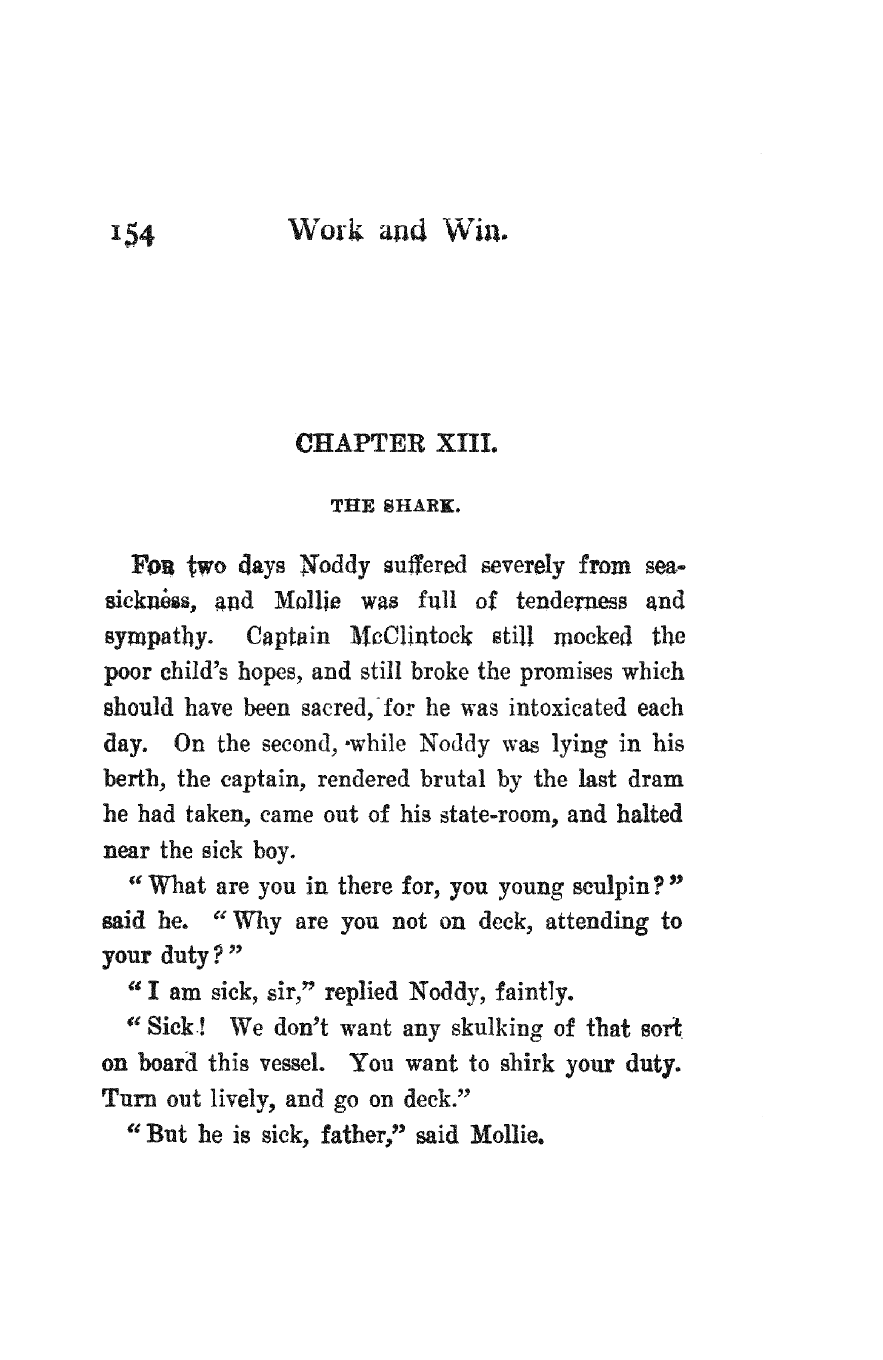 154 Work and Win.
CHAPTER XIII.
THE SHARK.
FOR two days Noddy suffered severely from sea-
sickness, and Mollie was full of tenderness and
sympathy. Captain McClintock still mocked the
poor child's hopes, and still broke the promises which
should have been sacred, for he was intoxicated each
day. On the second, while Noddy was lying in his
berth, the captain, rendered brutal by the last dram
he had taken, came out of his state-room, and halted
near the sick boy.
“What are you in there for, you young sculpin?”
said he. “Why are you not on deck, attending to
your duty?”
“I am sick, sir,” replied Noddy, faintly.
“Sick! We don't want any skulking of that sort
on board this vessel. You want to shirk your duty.
Turn out lively, and go on deck.”
“But he is sick, father,” said Mollie.